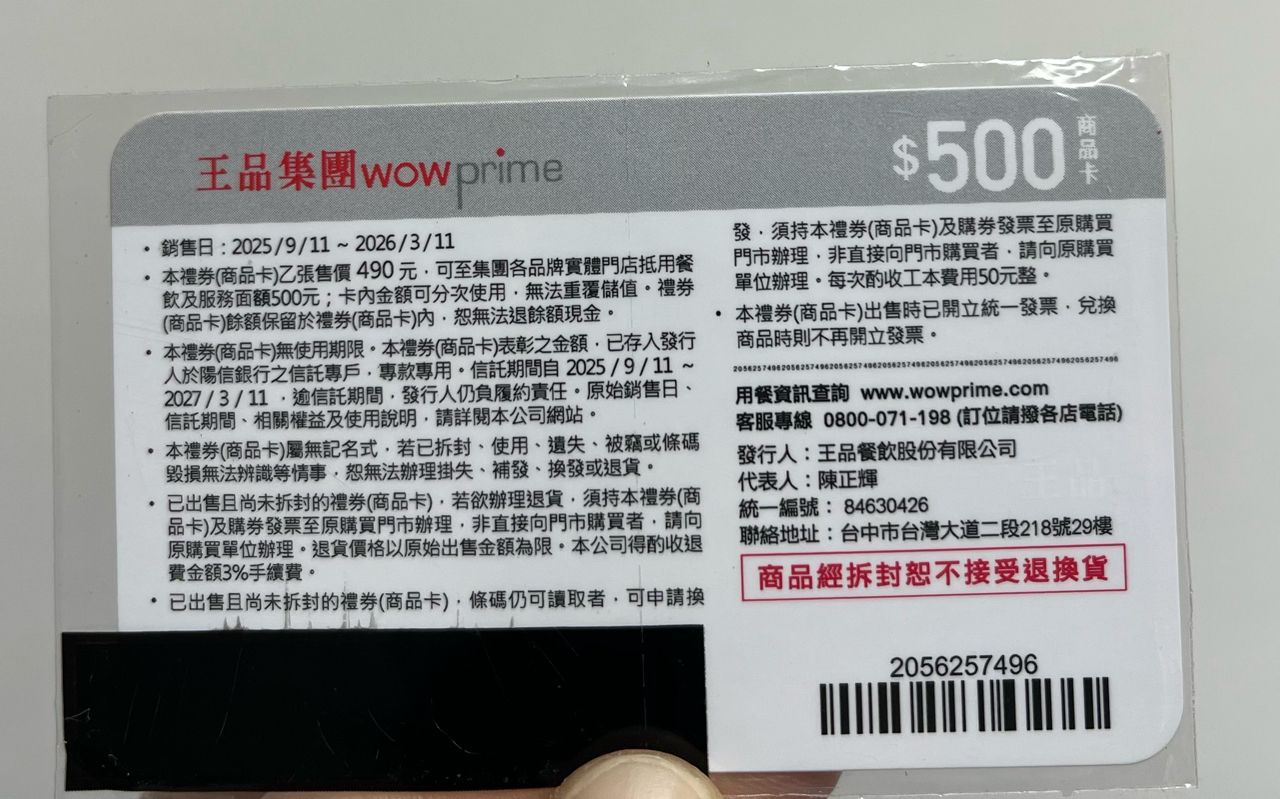 王品集團wowprime
$500
商品卡
・銷售日：2025/9/11 ~ 2026/3/11
・本禮券(商品卡)乙張售價 490 元，可至集團各品牌實體門店抵用餐
飲及服務面額500元；卡內金額可分次使用，無法重覆儲值。禮券
(商品卡)餘額保留於禮券(商品卡)內，恕無法退餘額現金。
・本禮券(商品卡)無使用期限。本禮券(商品卡)表彰之金額，已存入發行
人於陽信銀行之信託專戶，專款專用。信託期間自 2025 / 9 / 11 ~
2027 / 3 / 11 ，逾信託期間，發行人仍負履約責任。原始銷售日、
信託期間、相關權益及使用說明，請詳閱本公司網站。
・本禮券(商品卡)屬無記名式，若已拆封、使用、遺失、被竊或條碼
毀損無法辨識等情事，恕無法辦理掛失、補發、換發或退貨。
・已出售且尚未拆封的禮券(商品卡)，若欲辦理退貨，須持本禮券(商
品卡)及購券發票至原購買門市辦理，非直接向門市購買者，請向
原購買單位辦理。退貨價格以原始出售金額為限。本公司得酌收退
費金額3%手續費。
・已出售且尚未拆封的禮券(商品卡)，條碼仍可讀取者，可申請換
發，須持本禮券(商品卡)及購券發票至原購買
門市辦理，非直接向門市購買者，請向原購買
單位辦理。每次酌收工本費用50元整。
・本禮券(商品卡)出售時已開立統一發票，兌換
商品時則不再開立發票。
2056257496205625749620562574962056257496205625749620562574962056257496205625749620562574962056257496
用餐資訊查詢 www.wowprime.com
客服專線 0800-071-198 (訂位請撥各店電話)
發行人：王品餐飲股份有限公司
代表人：陳正輝
統一編號： 84630426
聯絡地址：台中市台灣大道二段218號29樓
商品經拆封恕不接受退換貨
2056257496